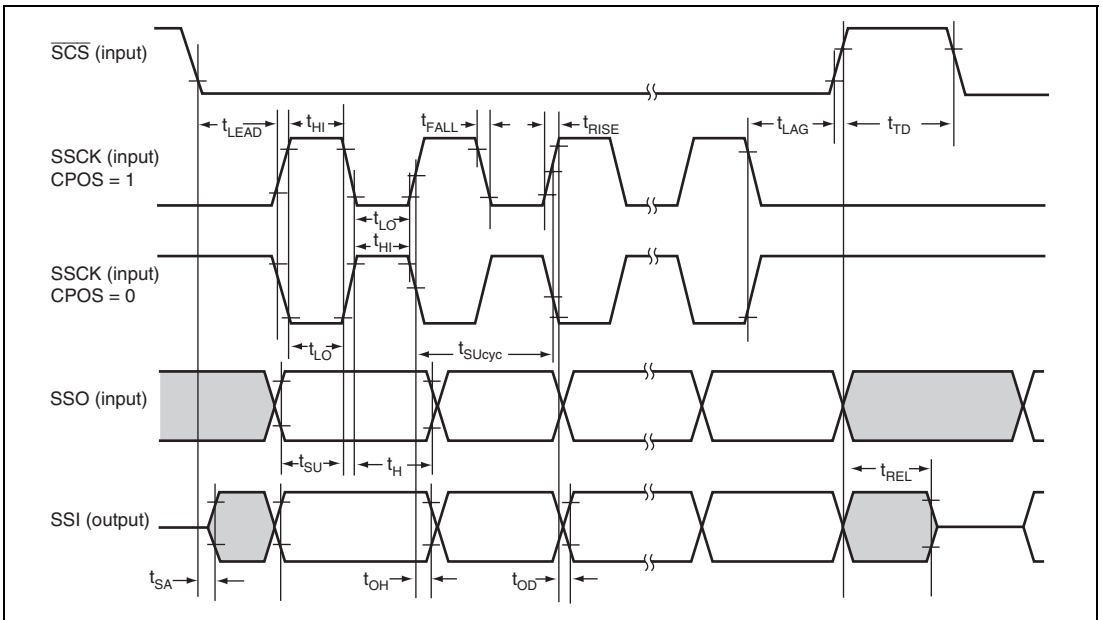 SCS (input)
tLEAD
tHI
tFALL
tRISE
tLAG
tTD
SSCK (input)
CPOS = 1
tLO
tHI
SSCK (input)
CPOS = 0
tLO
tSUcyc
SSO (input)
tSU
tH
tREL
SSI (output)
tSA
tOH
tOD